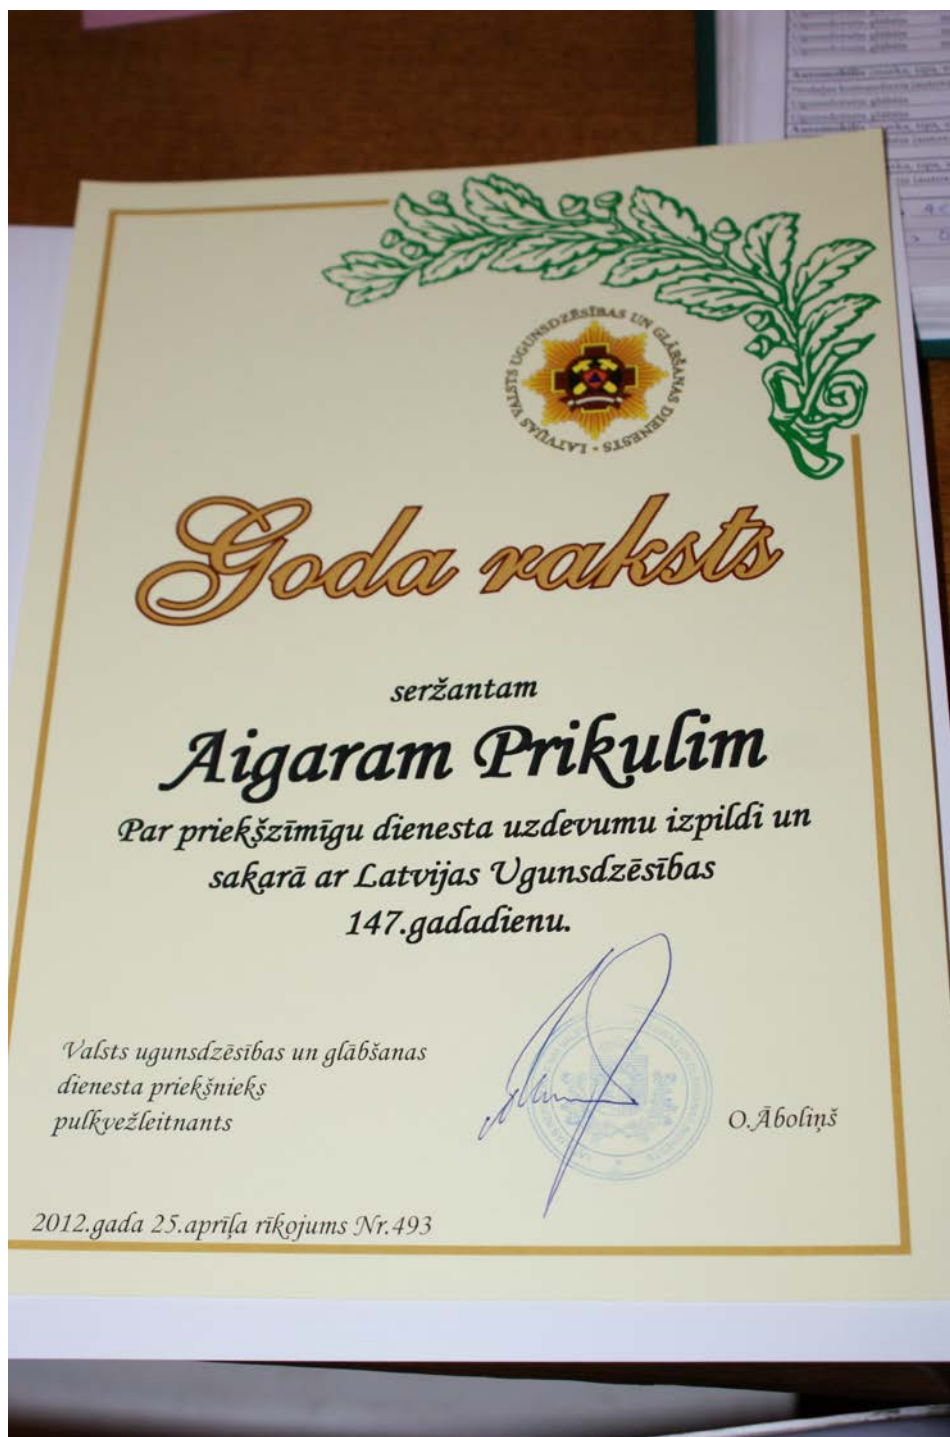 LATVIJAS VALSTS UGUNSDZĒSĪBAS UN GLĀBŠANAS DIENESTS
Goda raksts
seržantam
Aigaram Prikulim
Par priekšzīmīgu dienesta uzdevumu izpildi un
sakarā ar Latvijas Ugunsdzēsības
147.gadadienu.
Valsts ugunsdzēsības un glābšanas
dienesta priekšnieks
pulkvežleitnants
O.Āboliņš
2012.gada 25.aprīļa rīkojums Nr.493